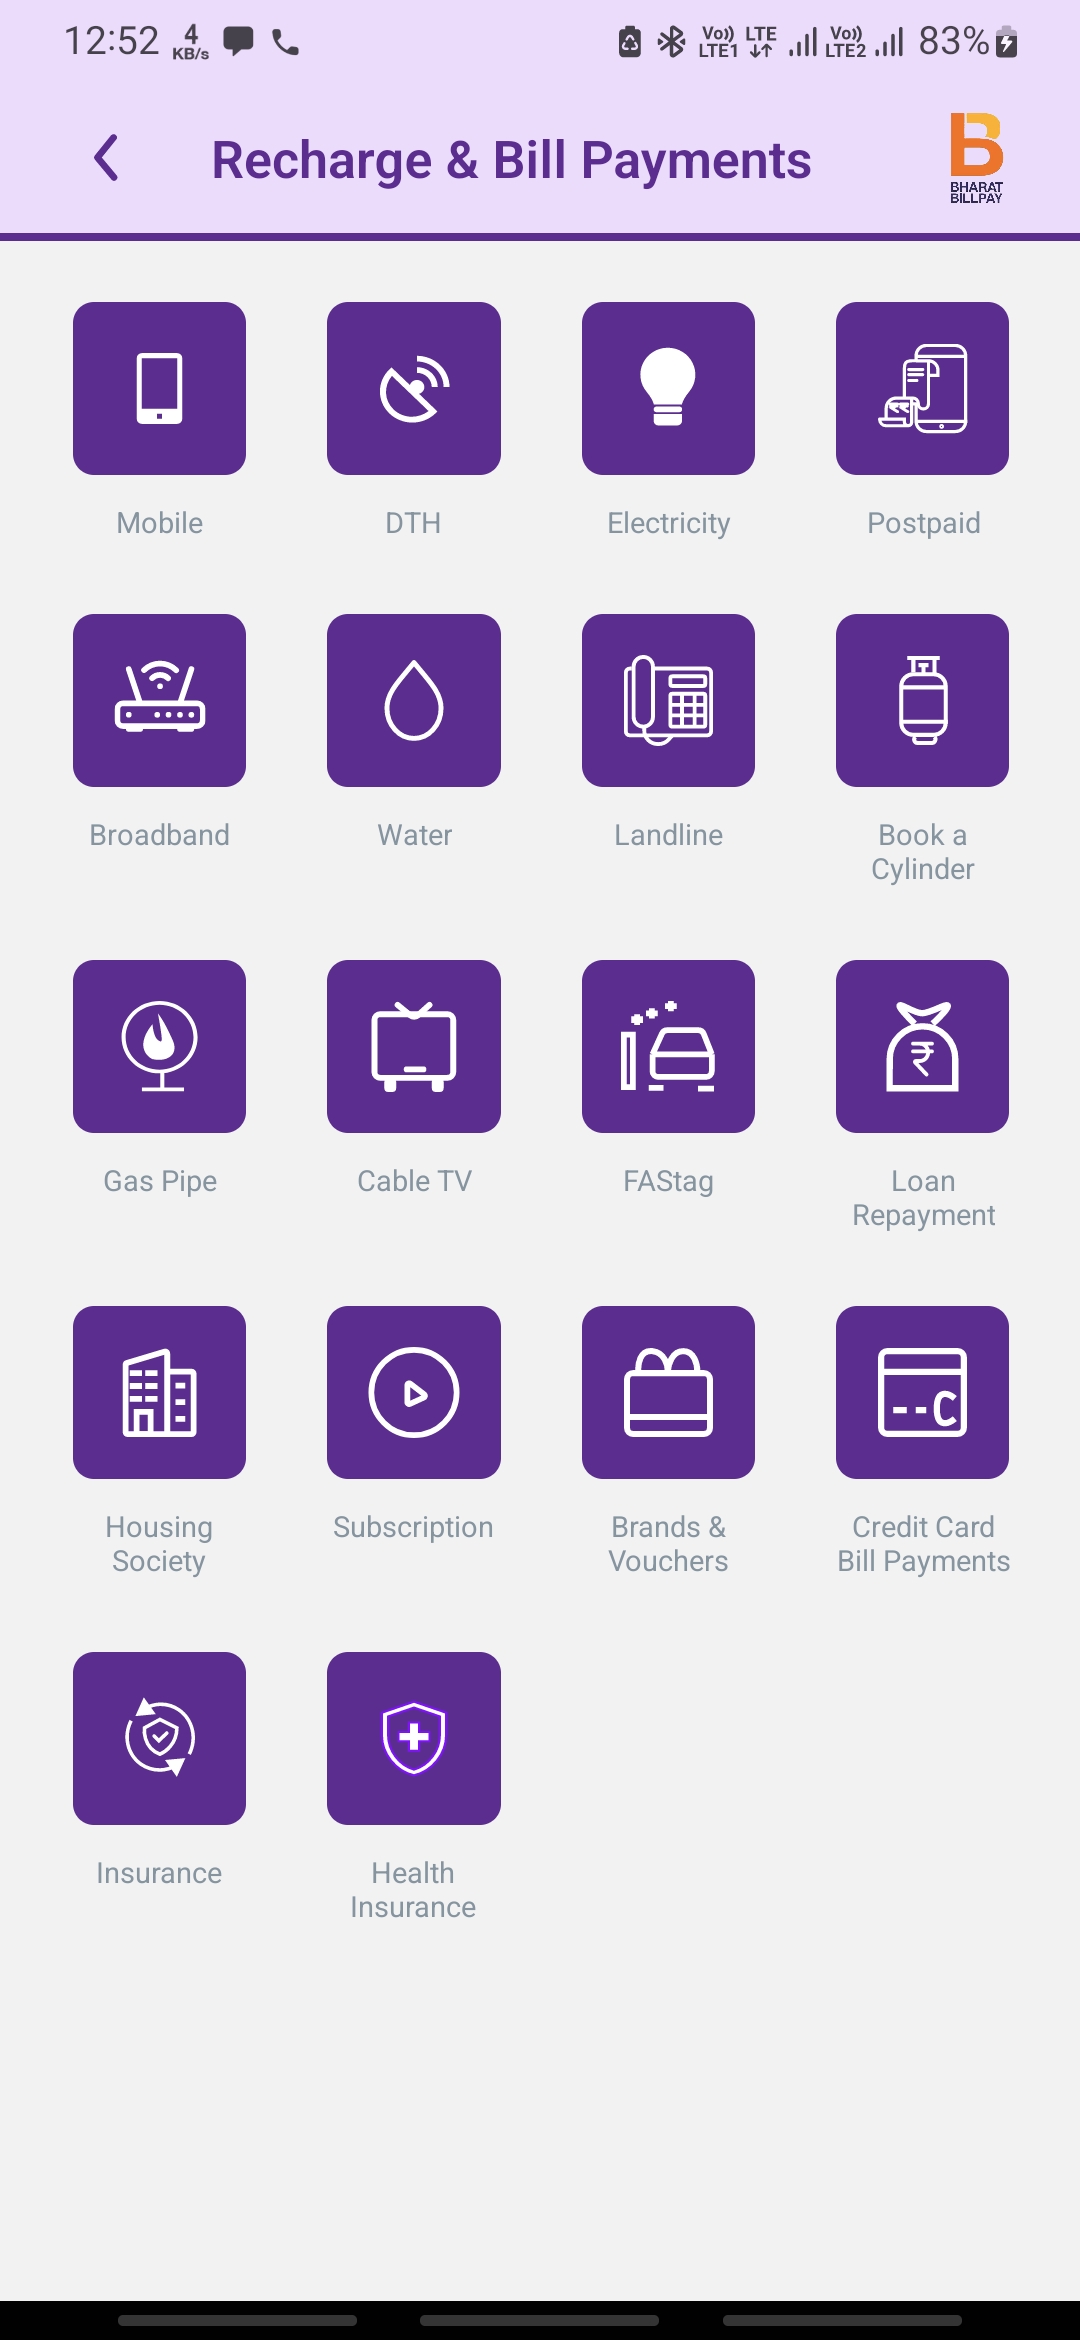 12:52 4 KB/s Vo)) LTE1 LTE Vo)) LTE2 83%
Recharge & Bill Payments
BHARAT
BILLPAY
Mobile DTH Electricity Postpaid
Broadband Water Landline Book a
Cylinder
Gas Pipe Cable TV FAStag Loan
Repayment
--C
Housing Subscription Brands & Credit Card
Society Vouchers Bill Payments
Insurance Health
Insurance